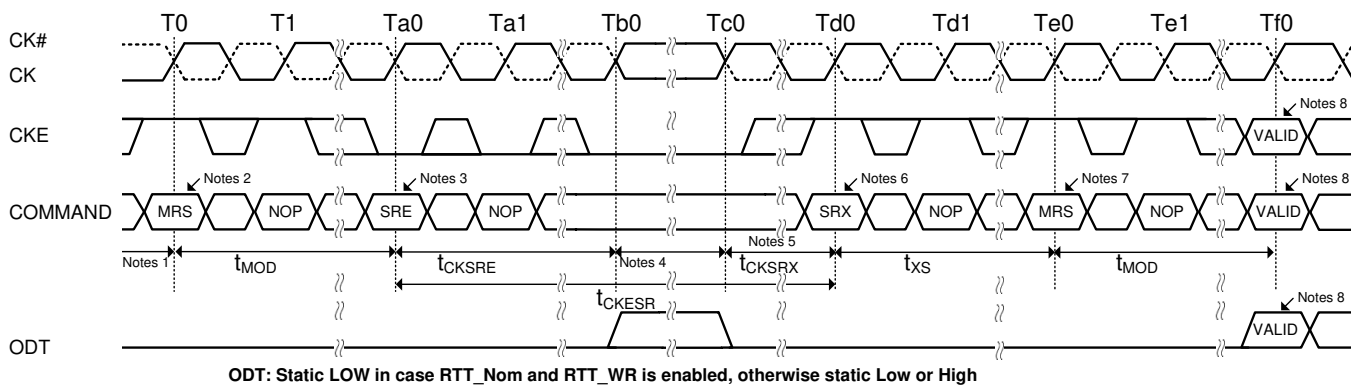 T0 T1 Ta0 Ta1 Tb0 Tc0 Td0 Td1 Te0 Te1 Tf0
CK#
CK
Notes 8
CKE
VALID
Notes 2 Notes 3 Notes 6 Notes 7 Notes 8
COMMAND MRS NOP SRE NOP SRX NOP MRS NOP VALID
Notes 1 tMOD tCKSRE Notes 4 Notes 5 tCKSRX tXS tMOD
tCKESR
Notes 8
ODT VALID
ODT: Static LOW in case RTT_Nom and RTT_WR is enabled, otherwise static Low or High